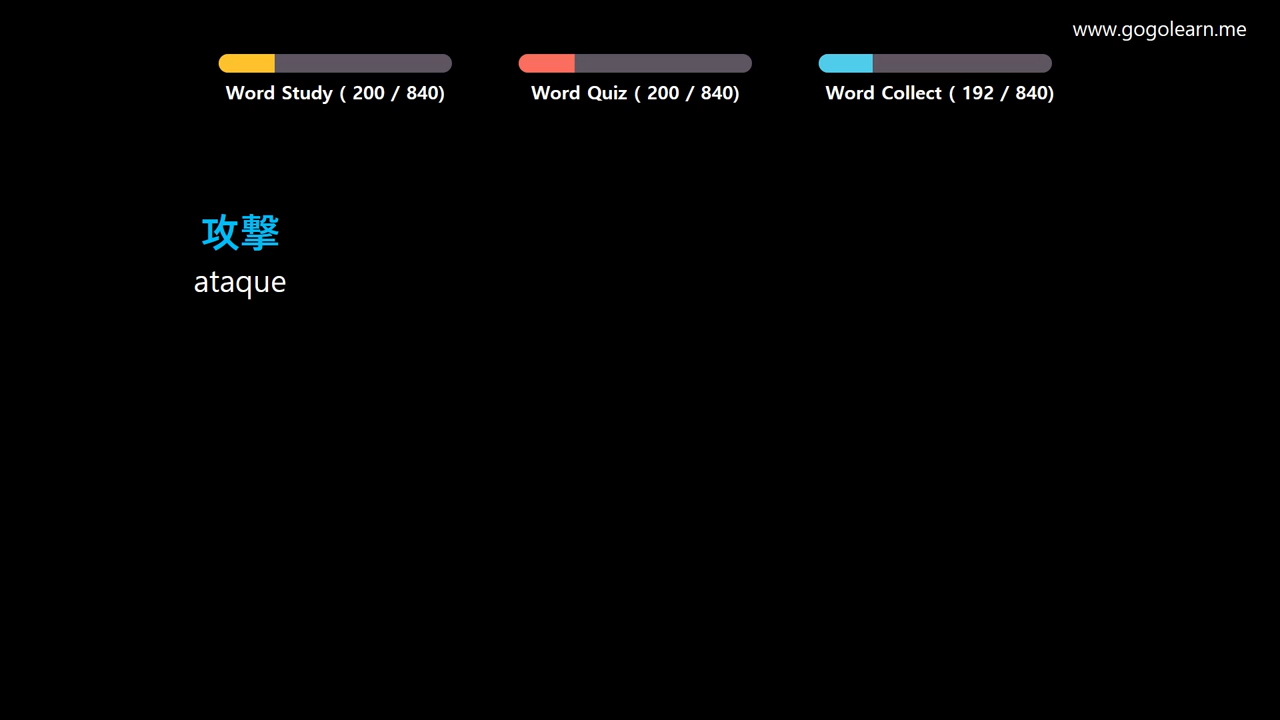 www.gogolearn.me
Word Study ( 200 / 840)
Word Quiz ( 200 / 840)
Word Collect ( 192 / 840)
攻撃
ataque